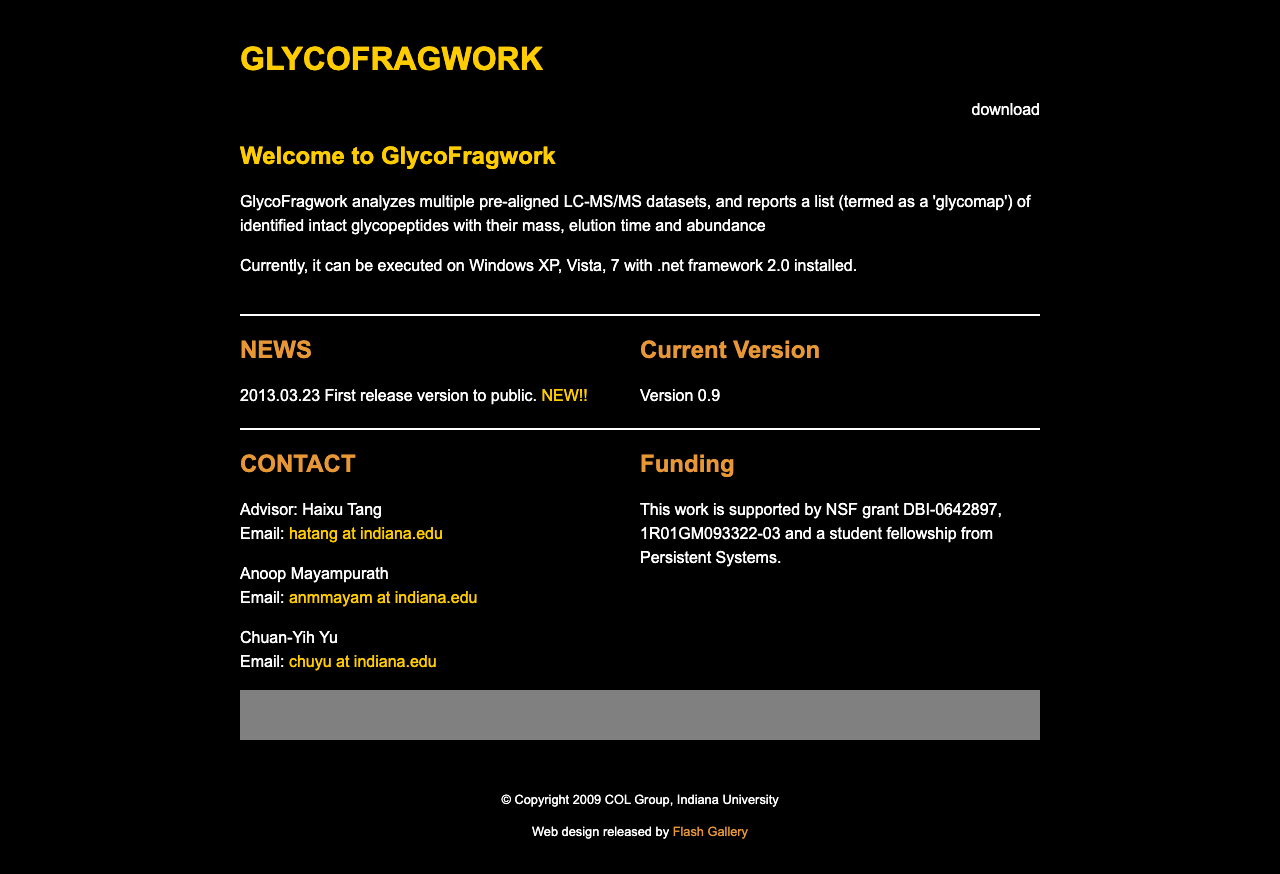 GLYCOFRAGWORK
download
Welcome to GlycoFragwork
GlycoFragwork analyzes multiple pre-aligned LC-MS/MS datasets, and reports a list (termed as a 'glycomap') of
identified intact glycopeptides with their mass, elution time and abundance
Currently, it can be executed on Windows XP, Vista, 7 with .net framework 2.0 installed.
NEWS
2013.03.23 First release version to public. NEW!!
Current Version
Version 0.9
CONTACT
Advisor: Haixu Tang
Email: hatang at indiana.edu
Anoop Mayampurath
Email: anmmayam at indiana.edu
Chuan-Yih Yu
Email: chuyu at indiana.edu
Funding
This work is supported by NSF grant DBI-0642897,
1R01GM093322-03 and a student fellowship from
Persistent Systems.
© Copyright 2009 COL Group, Indiana University
Web design released by Flash Gallery